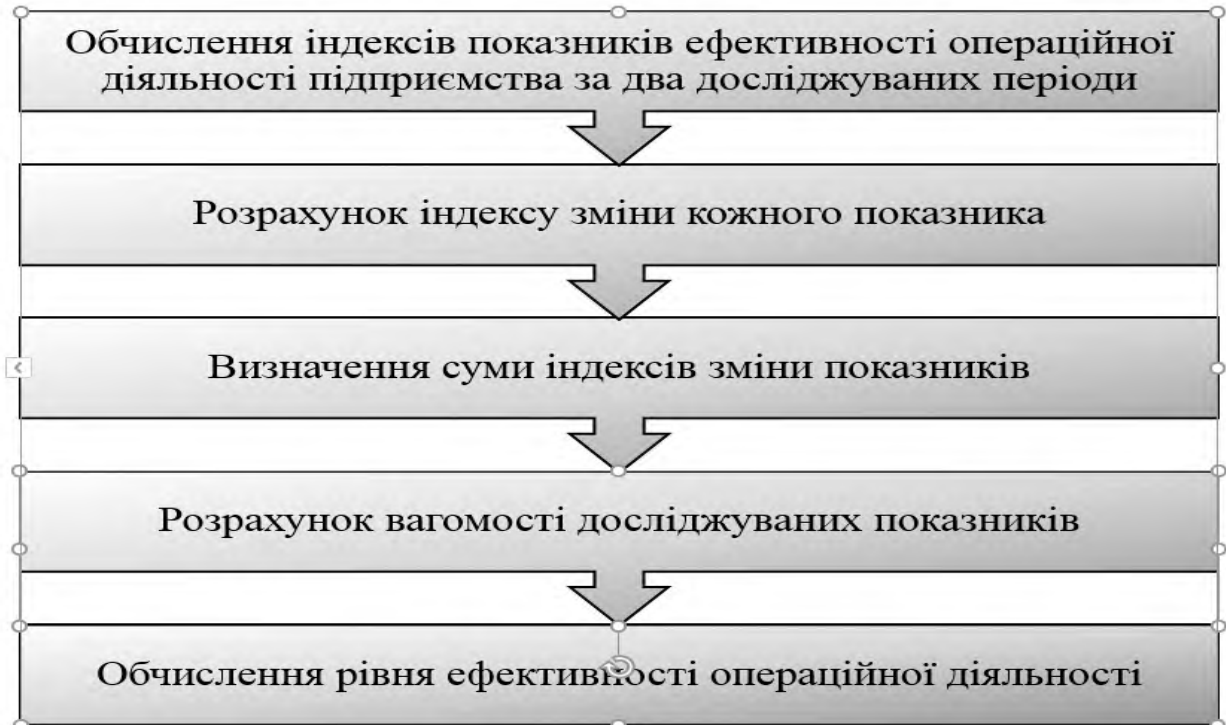 Обчислення індексів показників ефективності операційної
діяльності підприємства за два досліджуваних періоди
Розрахунок індексу зміни кожного показника
Визначення суми індексів зміни показників
Розрахунок вагомості досліджуваних показників
Обчислення рівня ефективності операційної діяльності